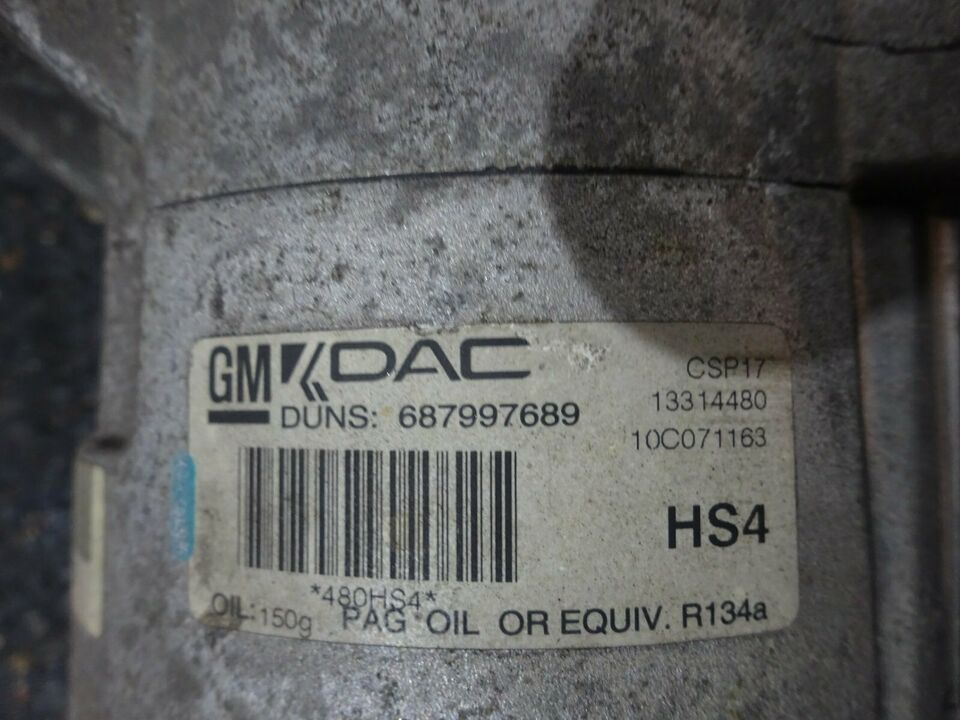 GM DAC
DUNS: 687997689
CSP17
13314480
10C071163
HS4
*480HS4*
OIL: 150g PAG OIL OR EQUIV. R134a